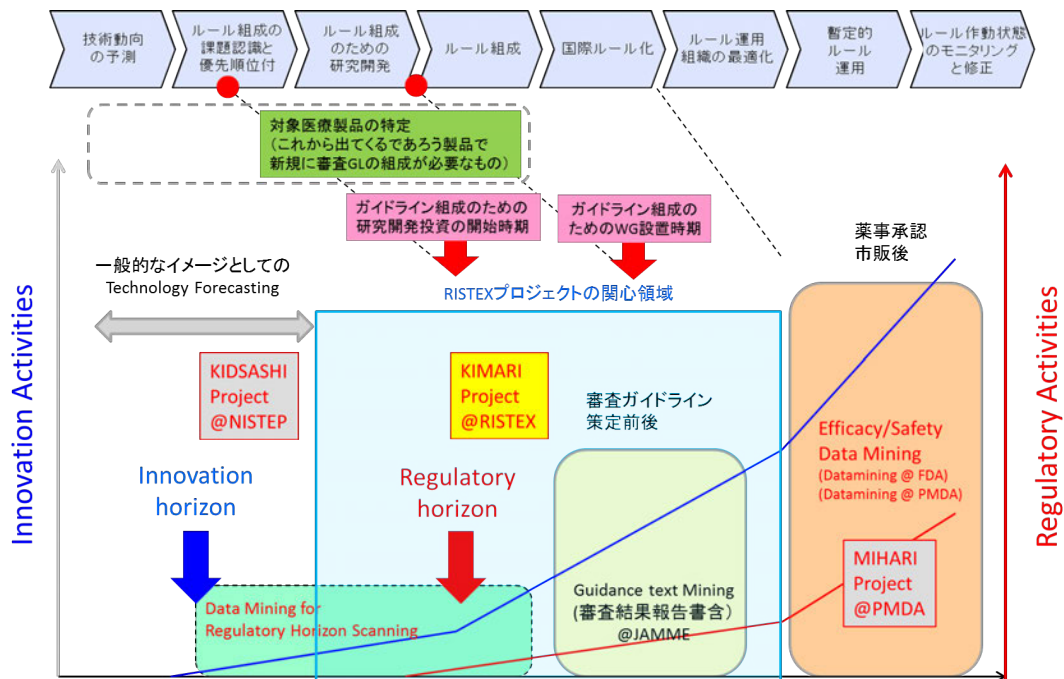 技術動向
の予測
ルール組成の
課題認識と
優先順位付
ルール組成
のための
研究開発
ルール組成
国際ルール化
ルール運用
組織の最適化
暫定的
ルール
運用
ルール作動状態
のモニタリング
と修正
対象医療製品の特定
(これから出てくるであろう製品で
新規に審査GLの組成が必要なもの)
ガイドライン組成のための
研究開発投資の開始時期
ガイドライン組成の
ためのWG設置時期
薬事承認
市販後
一般的なイメージとしての
Technology Forecasting
RISTEXプロジェクトの関心領域
Innovation Activities
Regulatory Activities
KIDSASHI
Project
@NISTEP
KIMARI
Project
@RISTEX
審査ガイドライン
策定前後
Efficacy/Safety
Data Mining
(Datamining @ FDA)
(Datamining @ PMDA)
Innovation
horizon
Regulatory
horizon
MIHARI
Project
@PMDA
Data Mining for
Regulatory Horizon Scanning
Guidance text Mining
(審査結果報告書含)
@JAMME